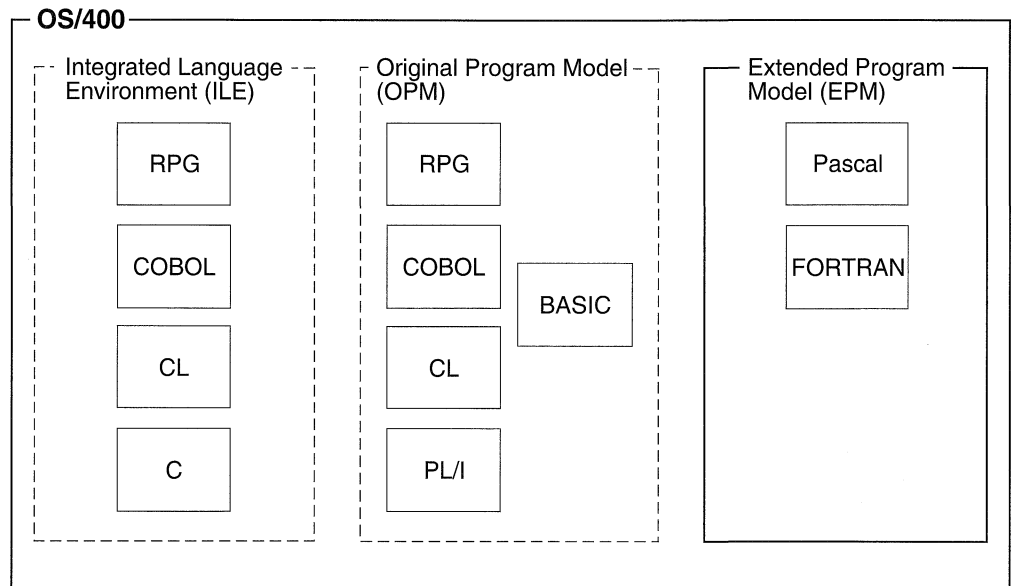 OS/400
Integrated Language
Environment (ILE)
RPG
COBOL
CL
C
Original Program Model
(OPM)
RPG
COBOL
BASIC
CL
PL/I
Extended Program
Model (EPM)
Pascal
FORTRAN